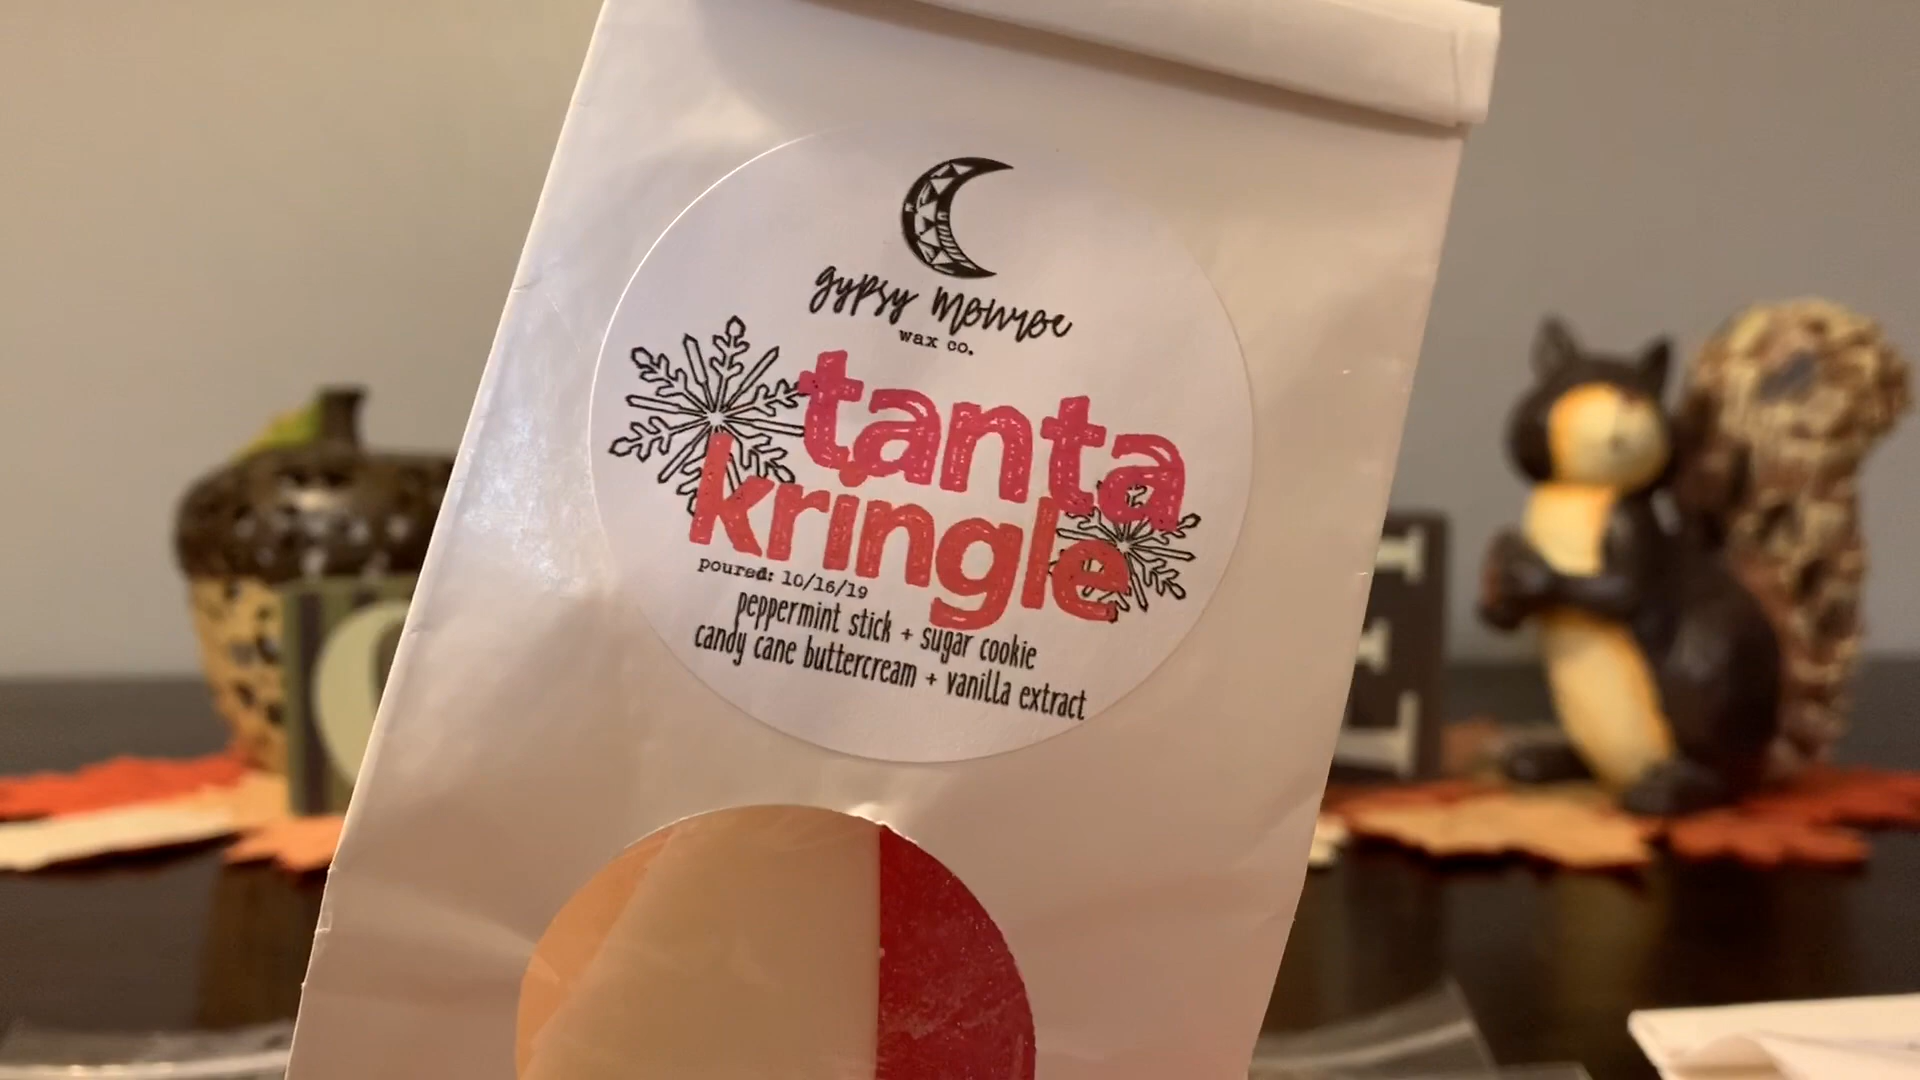 gypsy monroe
wax co.
tanta
kringle
poured: 10/16/19
peppermint stick + sugar cookie
candy cane buttercream + vanilla extract